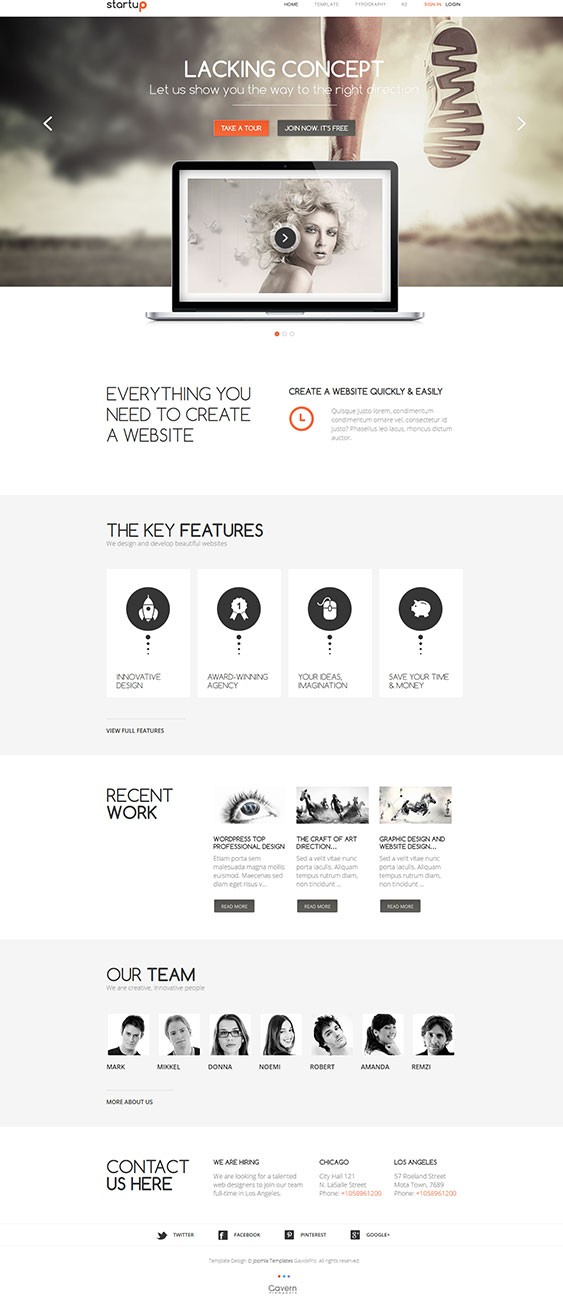 startup
HOME TEMPLATE TYPOGRAPHY K2 SIGN IN LOGIN
LACKING CONCEPT
Let us show you the way to the right direction
TAKE A TOUR JOIN NOW. IT'S FREE
EVERYTHING YOU
NEED TO CREATE
A WEBSITE
CREATE A WEBSITE QUICKLY & EASILY
Quisque justo lorem, condimentum
condimentum ornare vel, consectetur id
justo? Phasellus leo lacus, rhoncus dictum
auctor.
THE KEY FEATURES
We design and develop beautiful websites
1
INNOVATIVE
DESIGN
AWARD-WINNING
AGENCY
YOUR IDEAS,
IMAGINATION
SAVE YOUR TIME
& MONEY
VIEW FULL FEATURES
RECENT
WORK
WORDPRESS TOP
PROFESSIONAL DESIGN
Etiam porta sem
malesuada magna mollis
euismod. Maecenas sed
diam eget risus v...
READ MORE
THE CRAFT OF ART
DIRECTION...
Sed a velit vitae nunc
porta iaculis. Aliquam
tempus rutrum diam,
non tincidunt ...
READ MORE
GRAPHIC DESIGN AND
WEBSITE DESIGN...
Sed a velit vitae nunc
porta iaculis. Aliquam
tempus rutrum diam,
non tincidunt ...
READ MORE
OUR TEAM
We are creative, innovative people
MARK MIKKEL DONNA NOEMI ROBERT AMANDA REMZI
MORE ABOUT US
CONTACT
US HERE
WE ARE HIRING
We are looking for a talented
web designers to join our team
full-time in Los Angeles.
CHICAGO
City Hall 121
N. LaSalle Street
Phone: +1058961200
LOS ANGELES
57 Roeland Street
Mota Town, 7689
Phone: +1058961200
TWITTER FACEBOOK PINTEREST GOOGLE+
Template Design © Joomla Templates GavickPro. All rights reserved.
Gavern